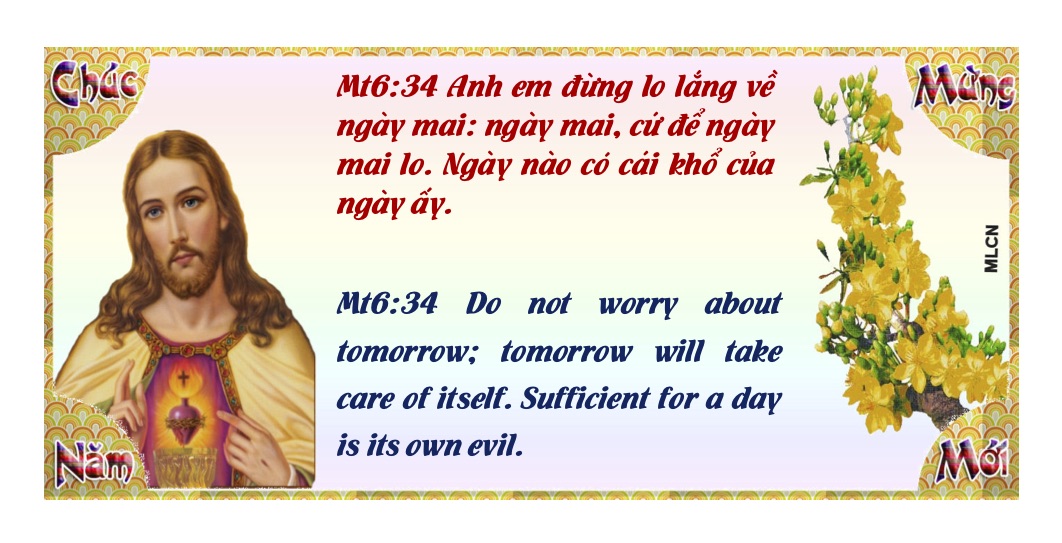 Chúc
Mừng
Mt6:34 Anh em đừng lo lắng về
ngày mai: ngày mai, cứ để ngày
mai lo. Ngày nào có cái khổ của
ngày ấy.
MLCN
Mt6:34 Do not worry about
tomorrow; tomorrow will take
care of itself. Sufficient for a day
is its own evil.
Năm
Mới